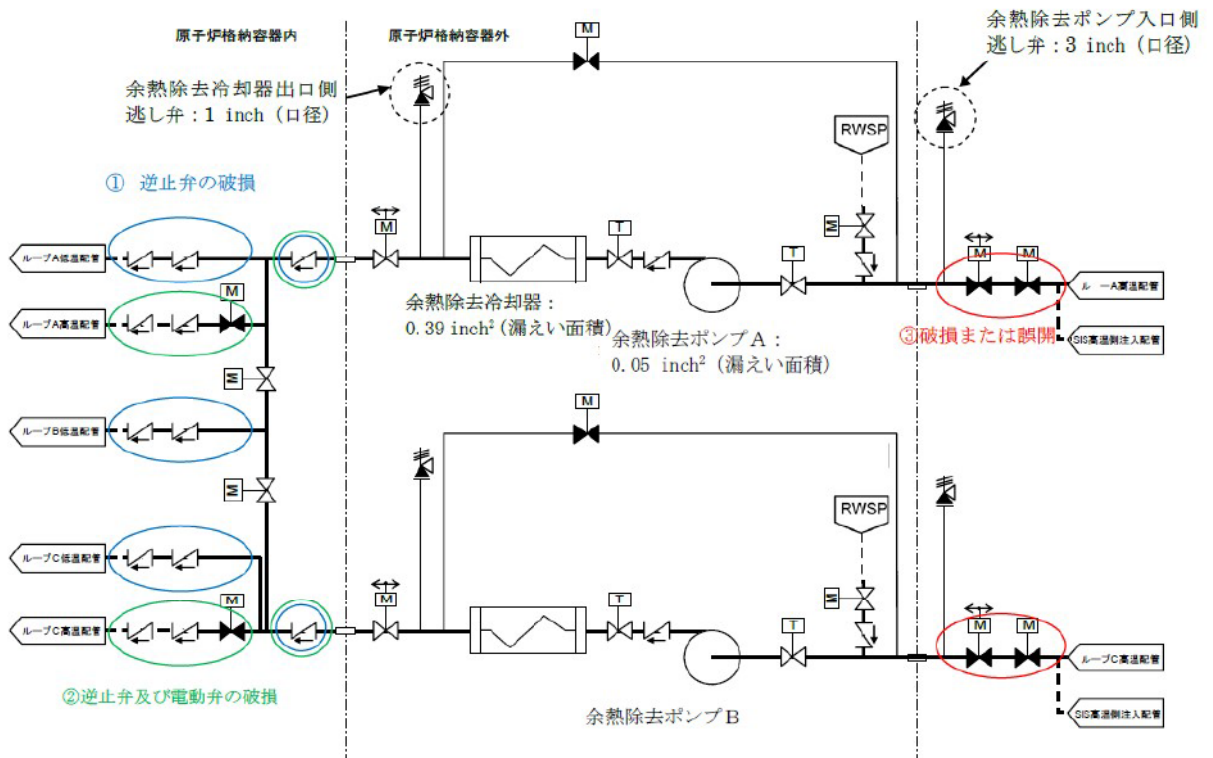 原子炉格納容器内
原子炉格納容器外
余熱除去ポンプ入口側
逃し弁：3 inch（口径）
余熱除去冷却器出口側
逃し弁：1 inch（口径）
M
RWSP
① 逆止弁の破損
M
T
M
M
M
T
ループA低温配管
ル ーA高温配管
M
ループA高温配管
余熱除去冷却器：
0.39 inch²（漏えい面積）
余熱除去ポンプA：
0.05 inch²（漏えい面積）
③破損または誤開
SIS高温側注入配管
M
M
ループB低温配管
M
RWSP
ループC低温配管
M
M
T
M
T
M
M
ループC高温配管
ループC高温配管
②逆止弁及び電動弁の破損
余熱除去ポンプB
SIS高温側注入配管